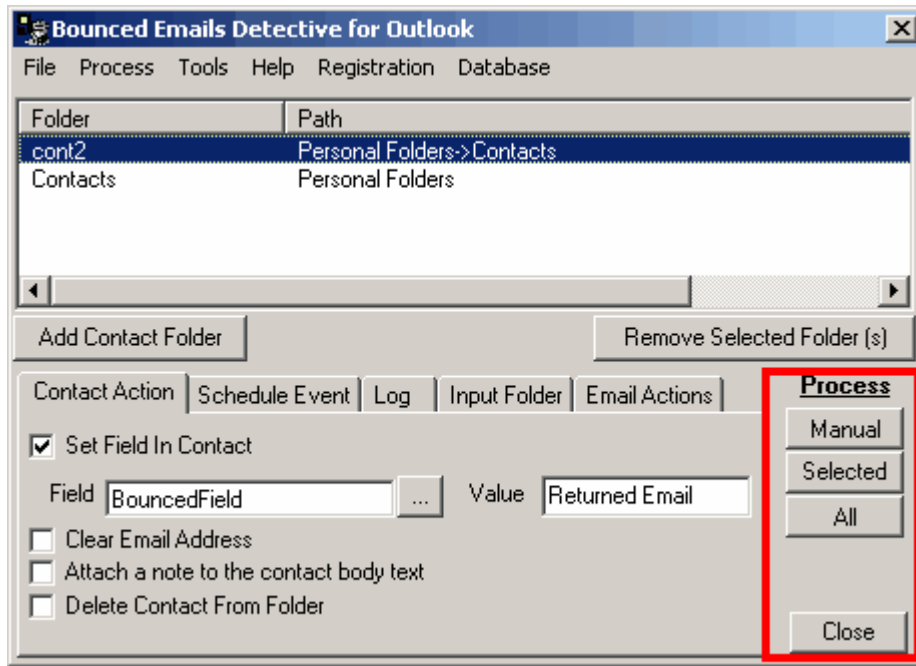 Bounced Emails Detective for Outlook
File Process Tools Help Registration Database
Folder Path
cont2 Personal Folders->Contacts
Contacts Personal Folders
Add Contact Folder Remove Selected Folder (s)
Contact Action Schedule Event Log Input Folder Email Actions
Set Field In Contact
Field BouncedField ... Value Returned Email
Clear Email Address
Attach a note to the contact body text
Delete Contact From Folder
Process
Manual
Selected
All
Close